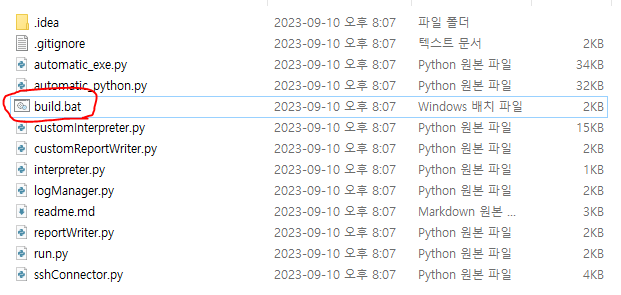 .idea 2023-09-10 오후 8:07 파일 폴더
.gitignore 2023-09-10 오후 8:07 텍스트 문서 2KB
automatic_exe.py 2023-09-10 오후 8:07 Python 원본 파일 34KB
automatic_python.py 2023-09-10 오후 8:07 Python 원본 파일 32KB
build.bat 2023-09-10 오후 8:07 Windows 배치 파일 2KB
customInterpreter.py 2023-09-10 오후 8:07 Python 원본 파일 15KB
customReportWriter.py 2023-09-10 오후 8:07 Python 원본 파일 2KB
interpreter.py 2023-09-10 오후 8:07 Python 원본 파일 1KB
logManager.py 2023-09-10 오후 8:07 Python 원본 파일 2KB
readme.md 2023-09-10 오후 8:07 Markdown 원본 ... 3KB
reportWriter.py 2023-09-10 오후 8:07 Python 원본 파일 2KB
run.py 2023-09-10 오후 8:07 Python 원본 파일 2KB
sshConnector.py 2023-09-10 오후 8:07 Python 원본 파일 4KB